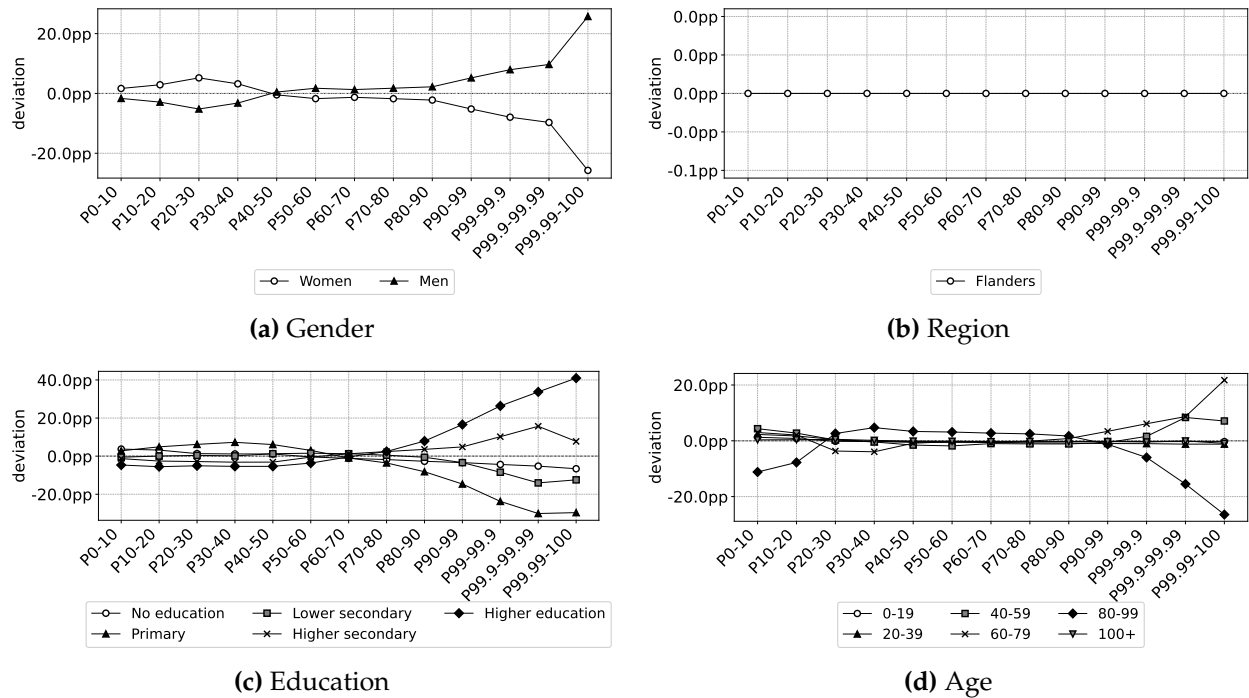 20.0pp
0.0pp
-20.0pp
deviation
P0-10
P10-20
P20-30
P30-40
P40-50
P50-60
P60-70
P70-80
P80-90
P90-99
P99-99.9
P99.9-99.99
P99.99-100
Women Men
(a) Gender
0.0pp
0.0pp
0.0pp
-0.0pp
-0.1pp
deviation
P0-10
P10-20
P20-30
P30-40
P40-50
P50-60
P60-70
P70-80
P80-90
P90-99
P99-99.9
P99.9-99.99
P99.99-100
Flanders
(b) Region
40.0pp
20.0pp
0.0pp
-20.0pp
deviation
P0-10
P10-20
P20-30
P30-40
P40-50
P50-60
P60-70
P70-80
P80-90
P90-99
P99-99.9
P99.9-99.99
P99.99-100
No education Lower secondary Higher education
Primary Higher secondary
(c) Education
20.0pp
0.0pp
-20.0pp
deviation
P0-10
P10-20
P20-30
P30-40
P40-50
P50-60
P60-70
P70-80
P80-90
P90-99
P99-99.9
P99.9-99.99
P99.99-100
0-19 40-59 80-99
20-39 60-79 100+
(d) Age